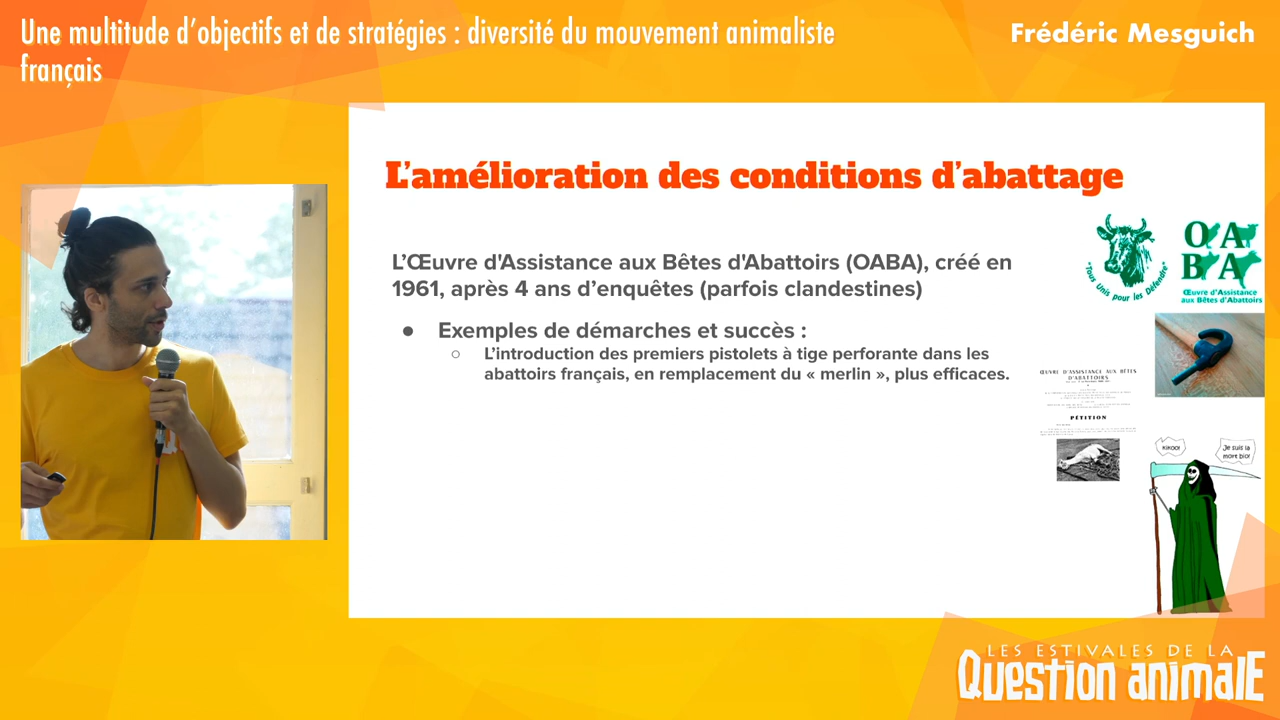 Une multitude d'objectifs et de stratégies : diversité du mouvement animaliste
français
Frédéric Mesguich
L'amélioration des conditions d'abattage
L'Œuvre d'Assistance aux Bêtes d'Abattoirs (OABA), créé en
1961, après 4 ans d'enquêtes (parfois clandestines)
● Exemples de démarches et succès :
○ L'introduction des premiers pistolets à tige perforante dans les
abattoirs français, en remplacement du « merlin », plus efficaces.
Tous Unis pour les Défendre
O A
B A
Œuvre d'Assistance
aux Bêtes d'Abattoirs
ŒUVRE D'ASSISTANCE AUX BÊTES
D'ABATTOIRS
PÉTITION
KIKOO!
Je suis la
mort bio!
LES ESTIVALES DE LA
QUESTION ANIMALE